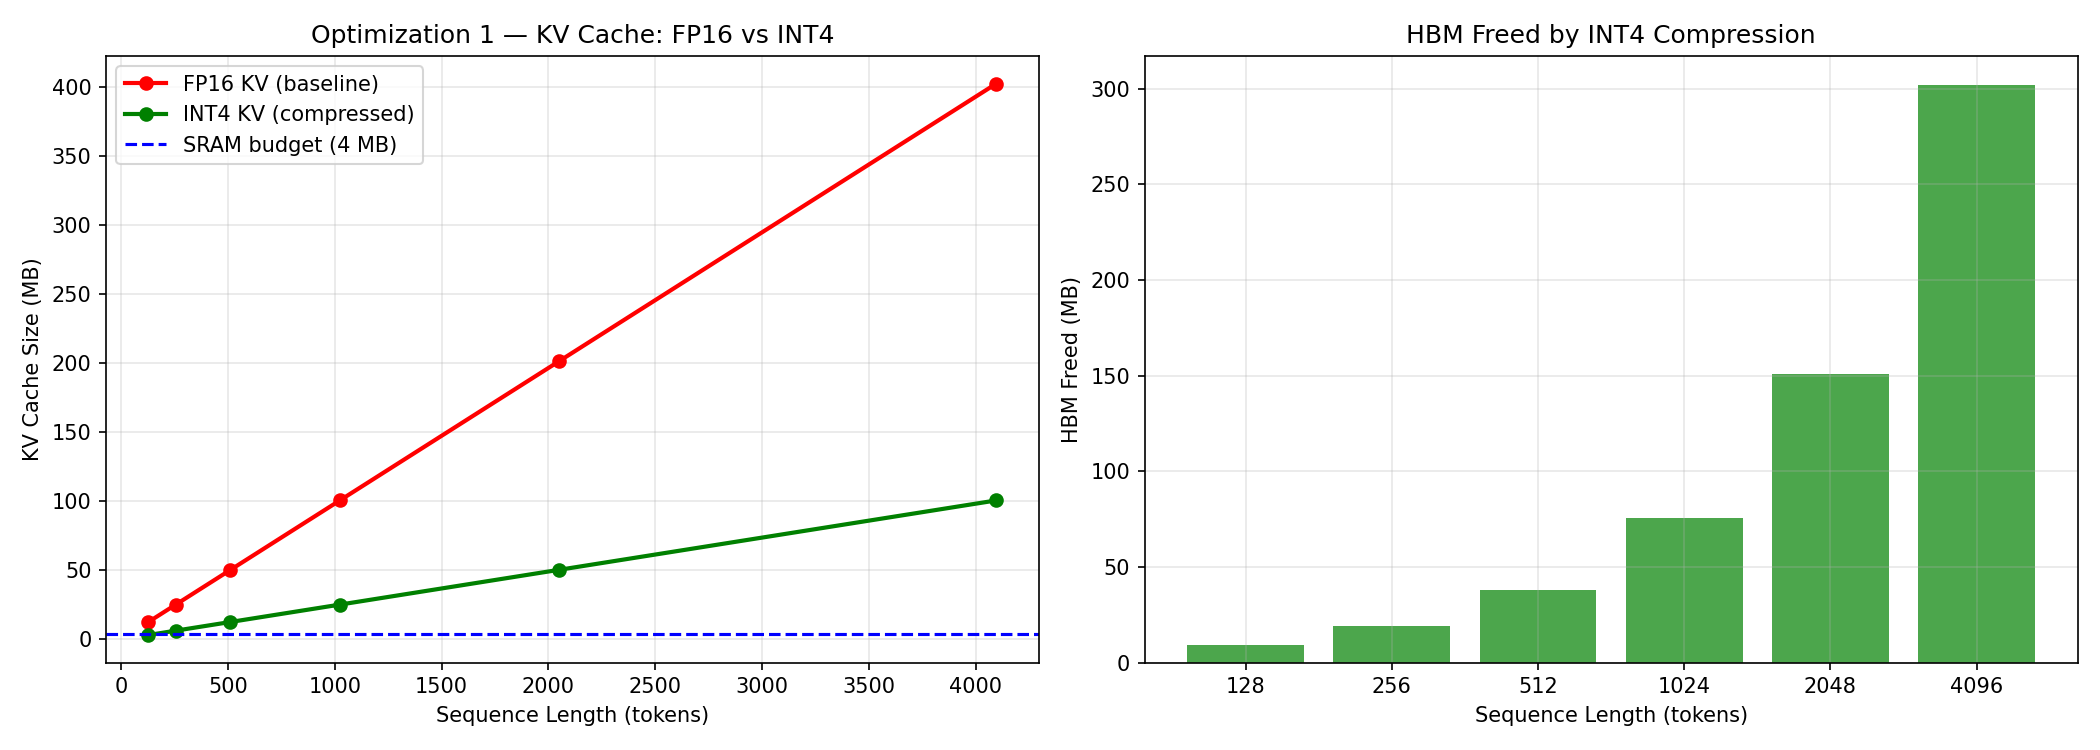 Optimization 1 — KV Cache: FP16 vs INT4
FP16 KV (baseline)
INT4 KV (compressed)
SRAM budget (4 MB)
KV Cache Size (MB)
400
350
300
250
200
150
100
50
0
0 500 1000 1500 2000 2500 3000 3500 4000
Sequence Length (tokens)
HBM Freed by INT4 Compression
HBM Freed (MB)
300
250
200
150
100
50
0
128 256 512 1024 2048 4096
Sequence Length (tokens)